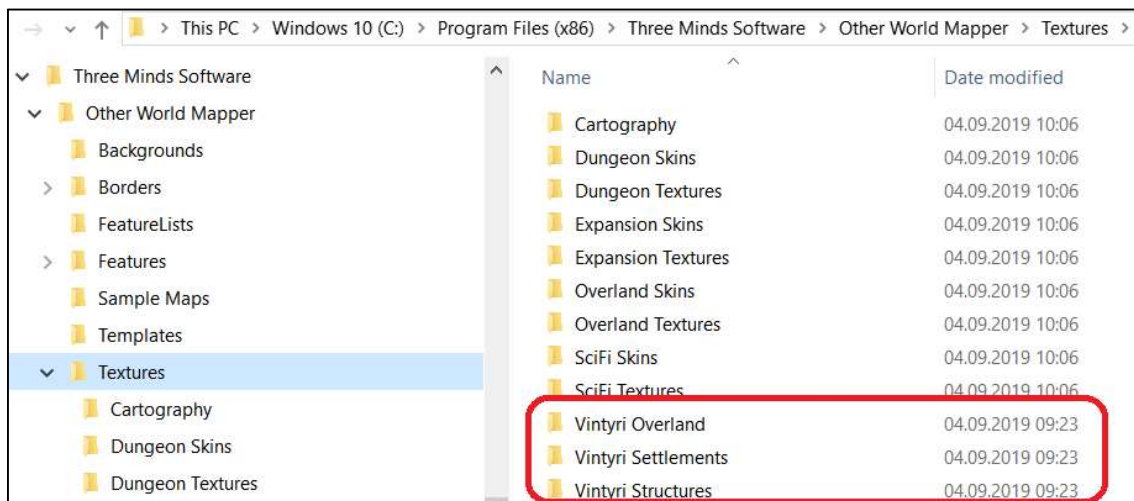 This PC > Windows 10 (C:) > Program Files (x86) > Three Minds Software > Other World Mapper > Textures >
Three Minds Software
Other World Mapper
Backgrounds
Borders
FeatureLists
Features
Sample Maps
Templates
Textures
Cartography
Dungeon Skins
Dungeon Textures
Name Date modified
Cartography 04.09.2019 10:06
Dungeon Skins 04.09.2019 10:06
Dungeon Textures 04.09.2019 10:06
Expansion Skins 04.09.2019 10:06
Expansion Textures 04.09.2019 10:06
Overland Skins 04.09.2019 10:06
Overland Textures 04.09.2019 10:06
SciFi Skins 04.09.2019 10:06
SciFi Textures 04.09.2019 10:06
Vintyri Overland 04.09.2019 09:23
Vintyri Settlements 04.09.2019 09:23
Vintyri Structures 04.09.2019 09:23